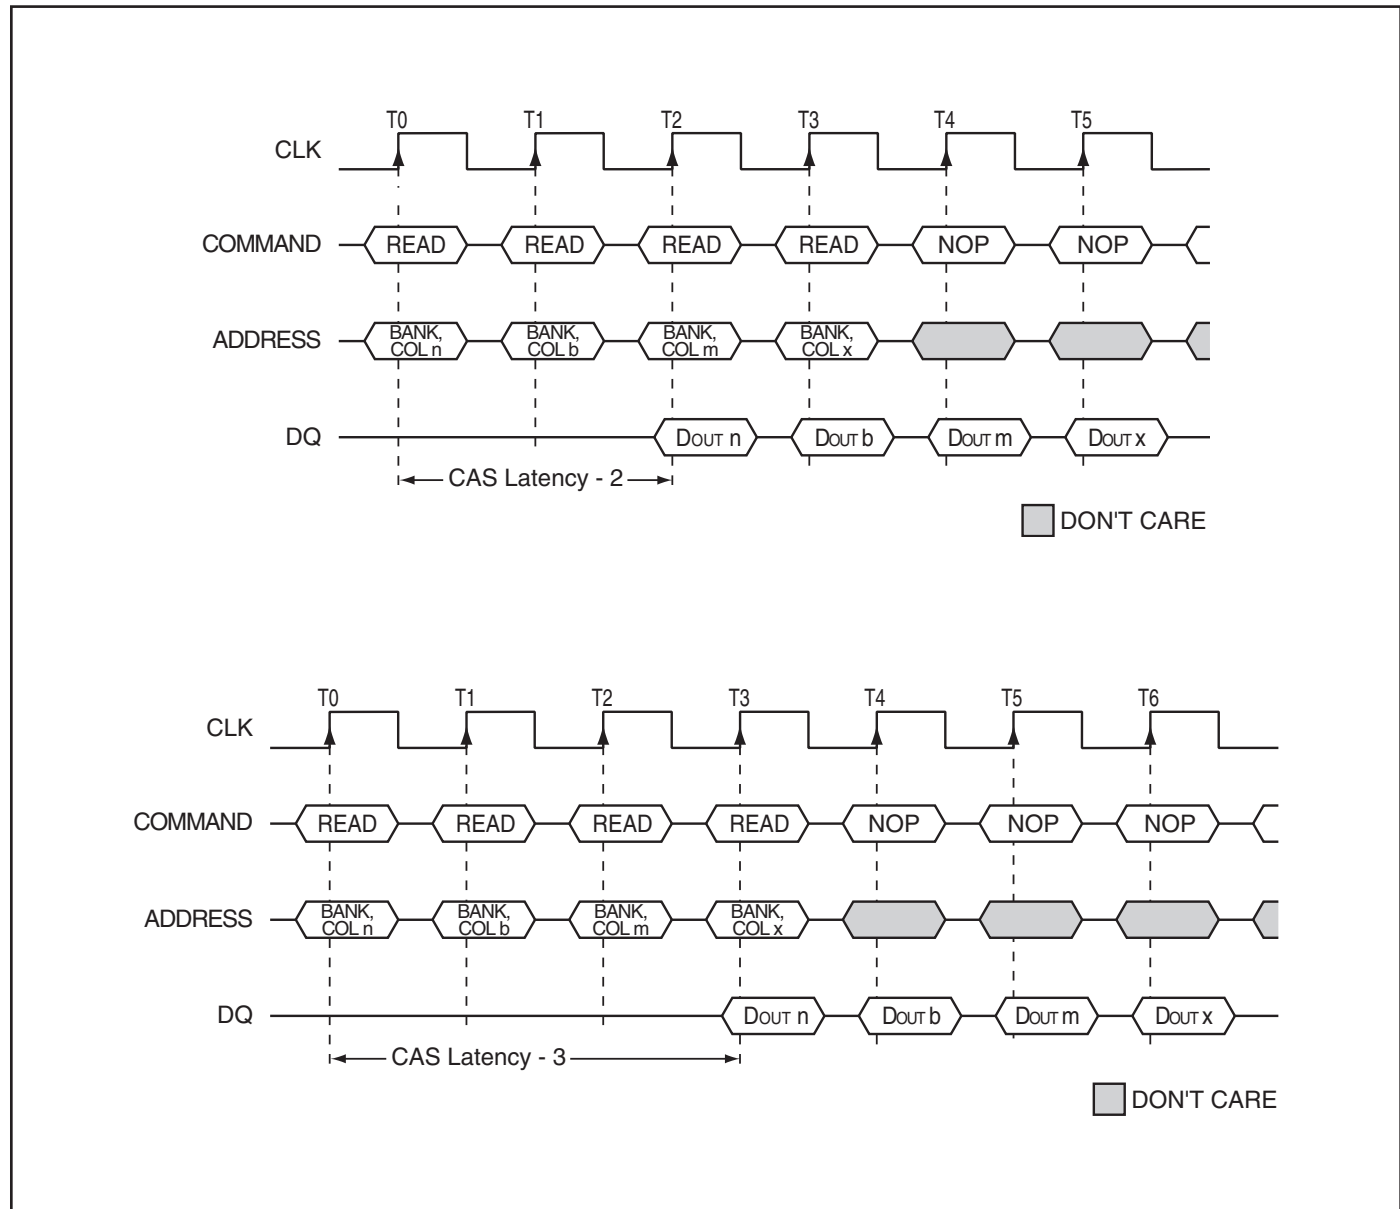 T0 T1 T2 T3 T4 T5
CLK
COMMAND READ READ READ READ NOP NOP
ADDRESS BANK, COL n BANK, COL b BANK, COL m BANK, COL x
DQ DOUT n DOUT b DOUT m DOUT x
CAS Latency - 2
DON'T CARE
T0 T1 T2 T3 T4 T5 T6
CLK
COMMAND READ READ READ READ NOP NOP NOP
ADDRESS BANK, COL n BANK, COL b BANK, COL m BANK, COL x
DQ DOUT n DOUT b DOUT m DOUT x
CAS Latency - 3
DON'T CARE